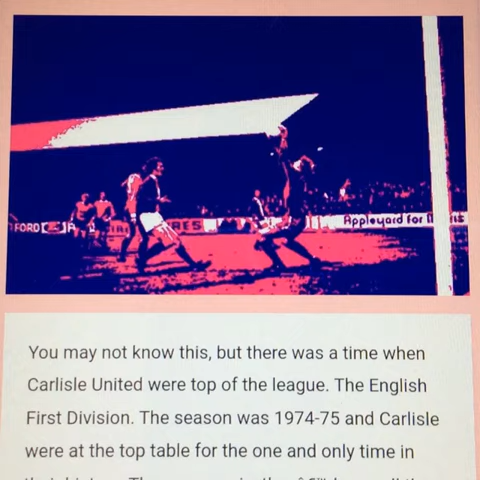 FORD
RES
Appleyard for
You may not know this, but there was a time when
Carlisle United were top of the league. The English
First Division. The season was 1974-75 and Carlisle
were at the top table for the one and only time in